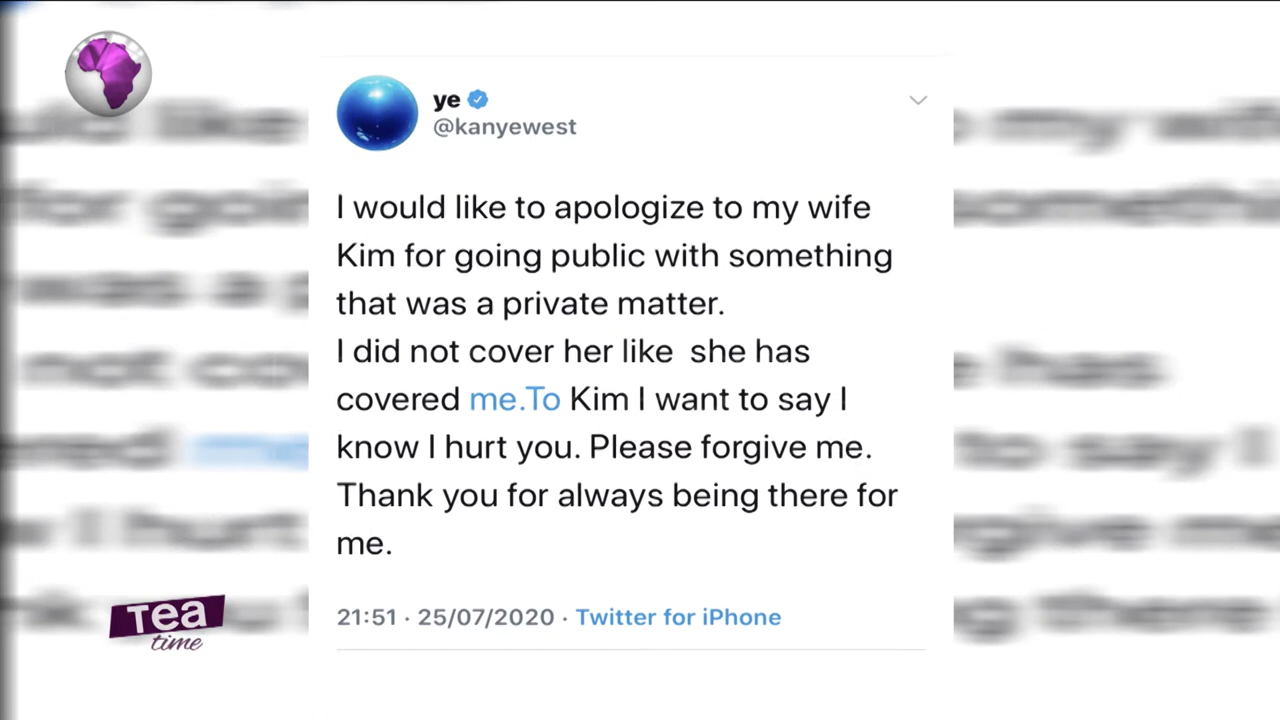 ye
@kanyewest
I would like to apologize to my wife
Kim for going public with something
that was a private matter.
I did not cover her like  she has
covered me.To Kim I want to say I
know I hurt you. Please forgive me.
Thank you for always being there for
me.
21:51 · 25/07/2020 · Twitter for iPhone
Tea
time